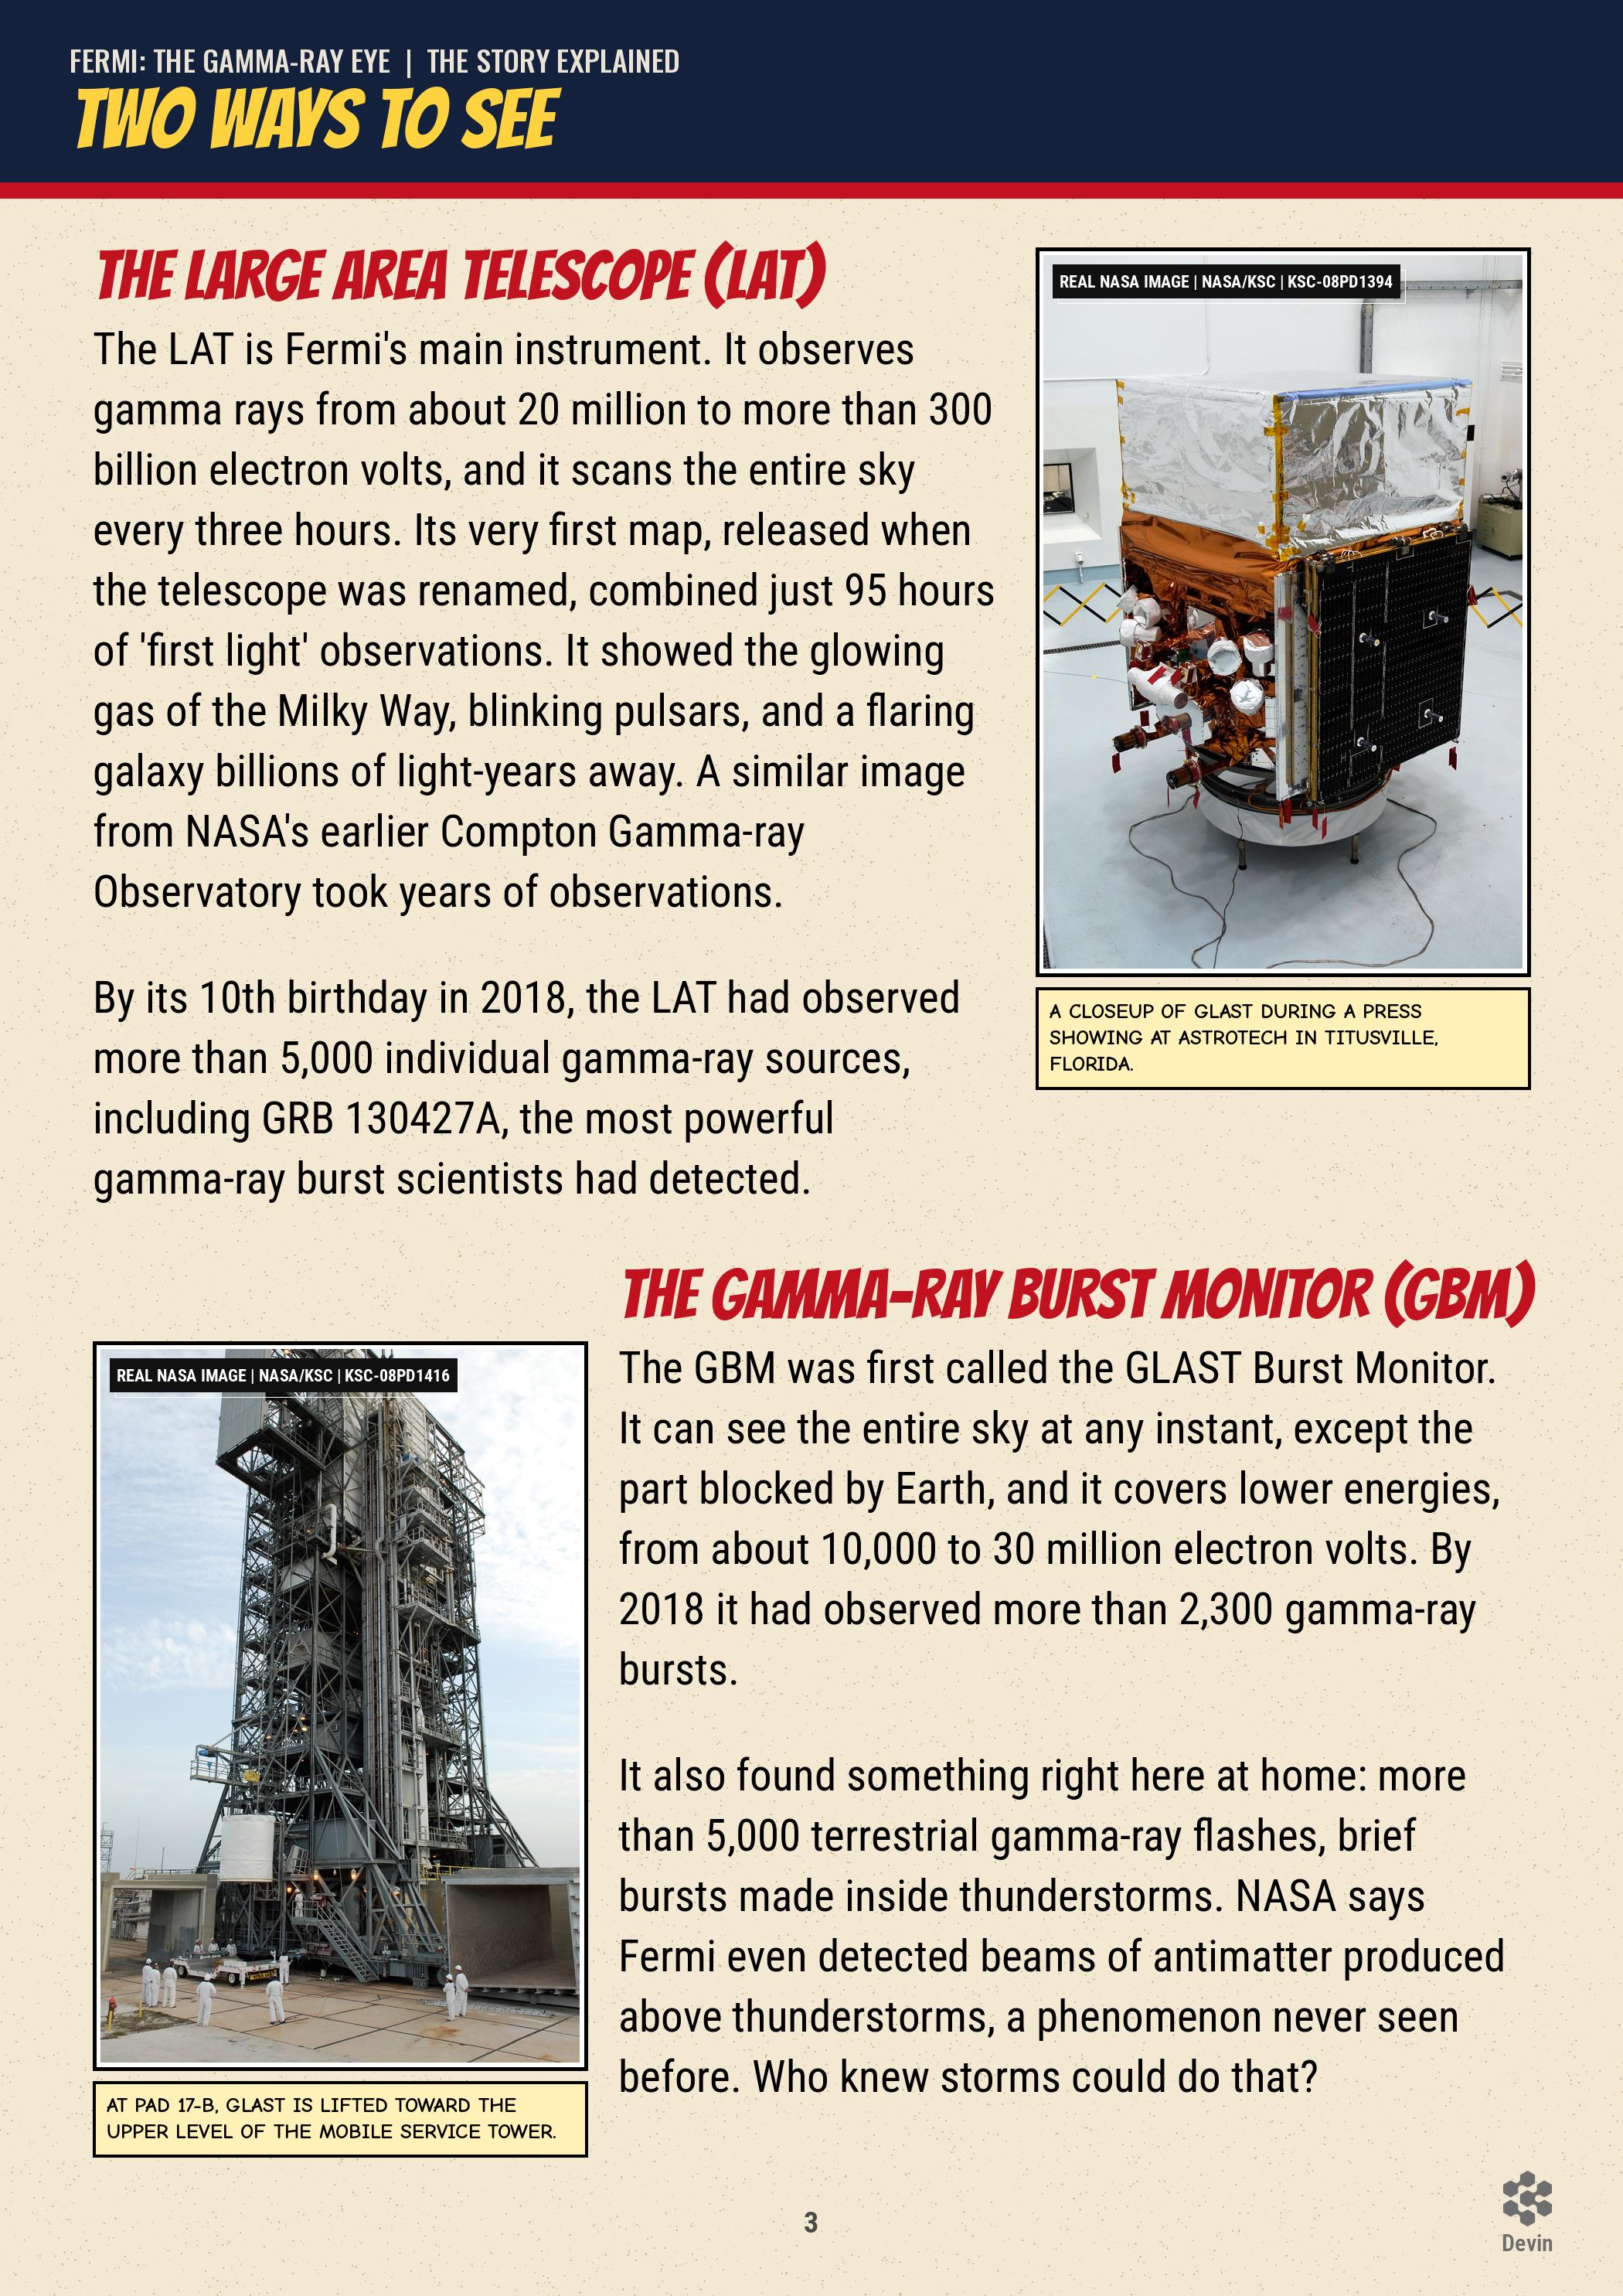 FERMI: THE GAMMA-RAY EYE | THE STORY EXPLAINED
TWO WAYS TO SEE
THE LARGE AREA TELESCOPE (LAT)
The LAT is Fermi's main instrument. It observes
gamma rays from about 20 million to more than 300
billion electron volts, and it scans the entire sky
every three hours. Its very first map, released when
the telescope was renamed, combined just 95 hours
of 'first light' observations. It showed the glowing
gas of the Milky Way, blinking pulsars, and a flaring
galaxy billions of light-years away. A similar image
from NASA's earlier Compton Gamma-ray
Observatory took years of observations.
By its 10th birthday in 2018, the LAT had observed
more than 5,000 individual gamma-ray sources,
including GRB 130427A, the most powerful
gamma-ray burst scientists had detected.
REAL NASA IMAGE | NASA/KSC | KSC-08PD1394
A CLOSEUP OF GLAST DURING A PRESS
SHOWING AT ASTROTECH IN TITUSVILLE,
FLORIDA.
THE GAMMA-RAY BURST MONITOR (GBM)
REAL NASA IMAGE | NASA/KSC | KSC-08PD1416
AT PAD 17-B, GLAST IS LIFTED TOWARD THE
UPPER LEVEL OF THE MOBILE SERVICE TOWER.
The GBM was first called the GLAST Burst Monitor.
It can see the entire sky at any instant, except the
part blocked by Earth, and it covers lower energies,
from about 10,000 to 30 million electron volts. By
2018 it had observed more than 2,300 gamma-ray
bursts.
It also found something right here at home: more
than 5,000 terrestrial gamma-ray flashes, brief
bursts made inside thunderstorms. NASA says
Fermi even detected beams of antimatter produced
above thunderstorms, a phenomenon never seen
before. Who knew storms could do that?
3
Devin